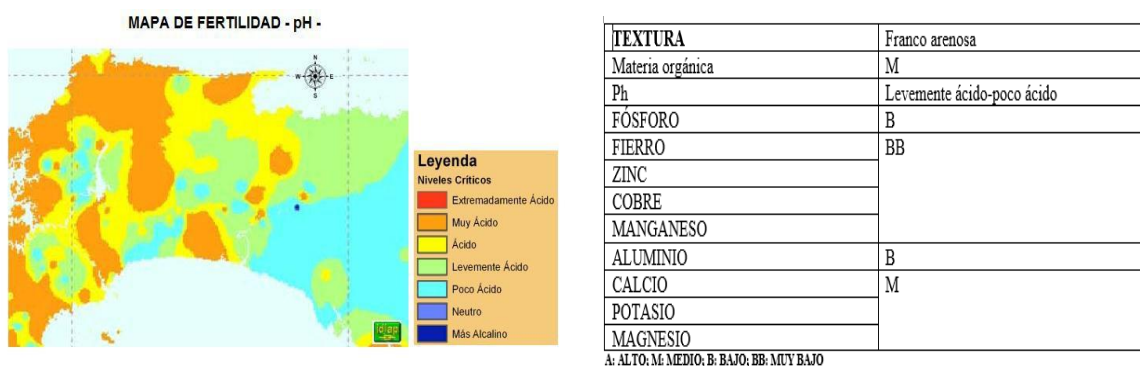 MAPA DE FERTILIDAD - pH -
N
W E
S
Leyenda
Niveles Críticos
Extremadamente Ácido
Muy Ácido
Ácido
Levemente Ácido
Poco Ácido
Neutro
Más Alcalino
TEXTURA Franco arenosa
Materia orgánica M
Ph Levemente ácido-poco ácido
FÓSFORO B
FIERRO BB
ZINC
COBRE
MANGANESO
ALUMINIO B
CALCIO M
POTASIO
MAGNESIO
A: ALTO; M: MEDIO; B: BAJO; BB: MUY BAJO